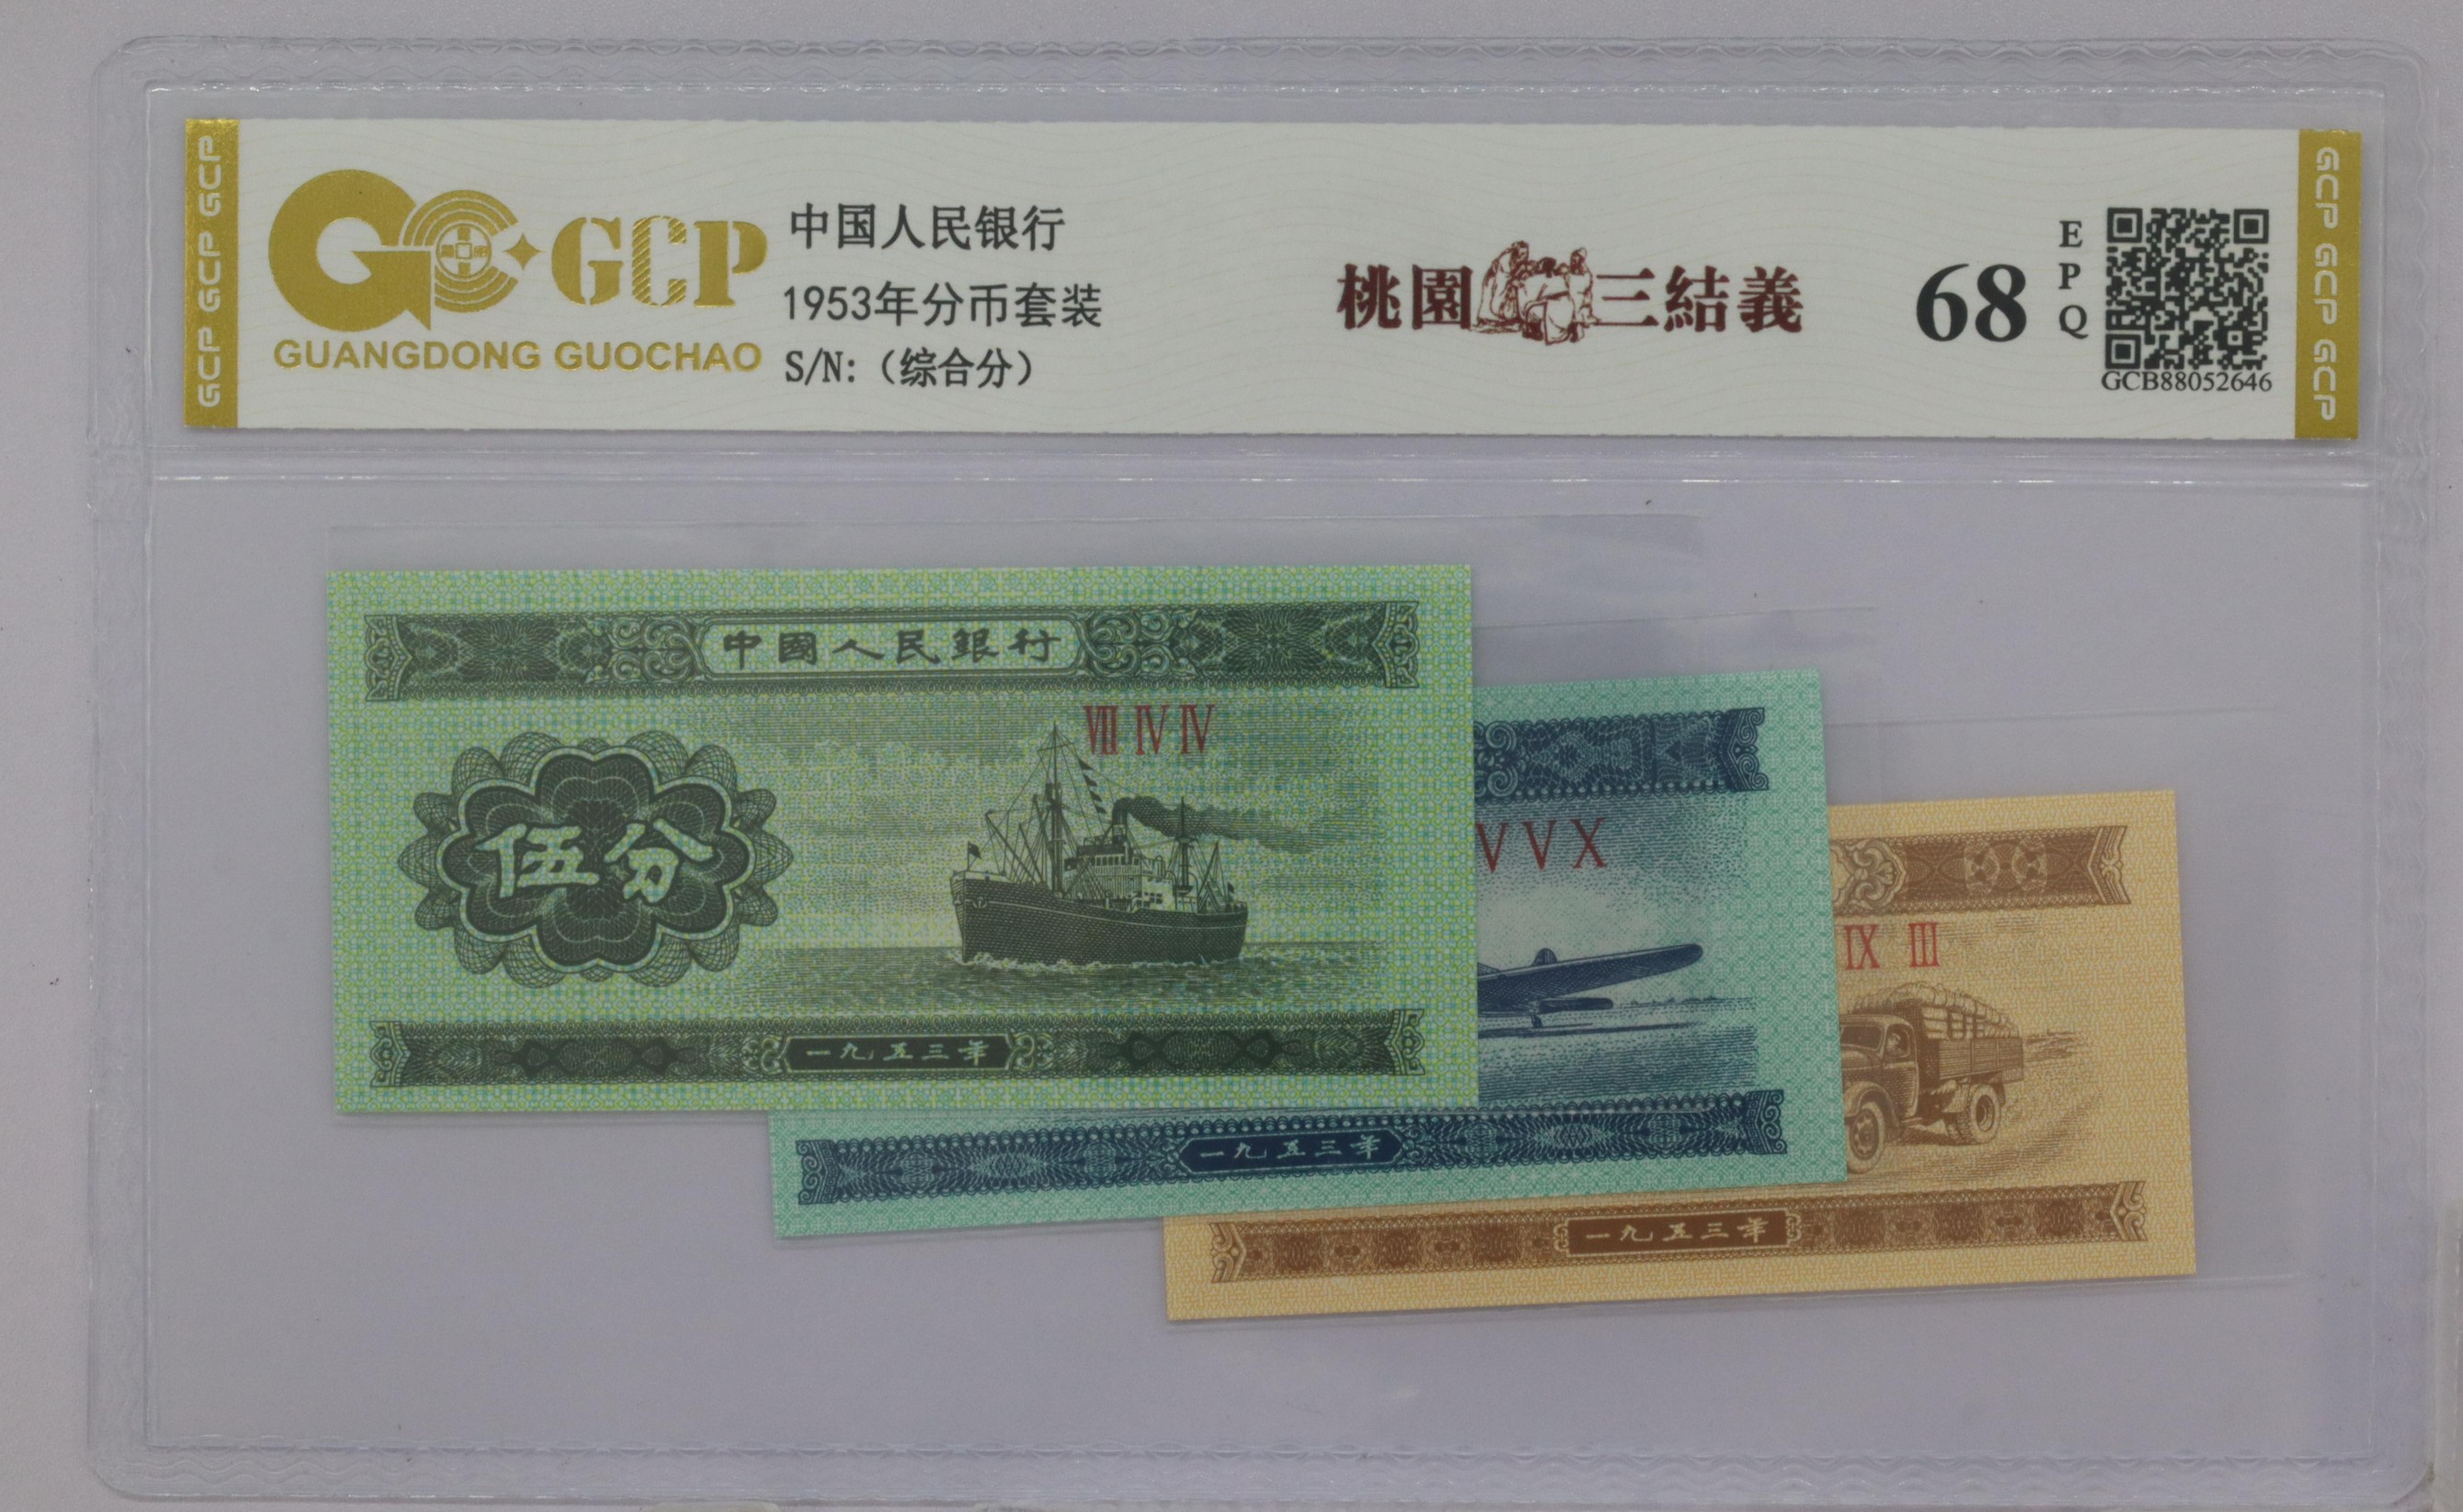 GCP GCP GCP
GCP
GUANGDONG GUOCHAO
中国人民银行
1953年分币套装
S/N:（综合分）
桃園三結義
68
EPQ
GCB88052646
GCP GCP GCP
中國人民銀行
Ⅷ Ⅳ Ⅳ
伍分
一九五三年
V V X
一九五三年
Ⅸ Ⅲ
一九五三年